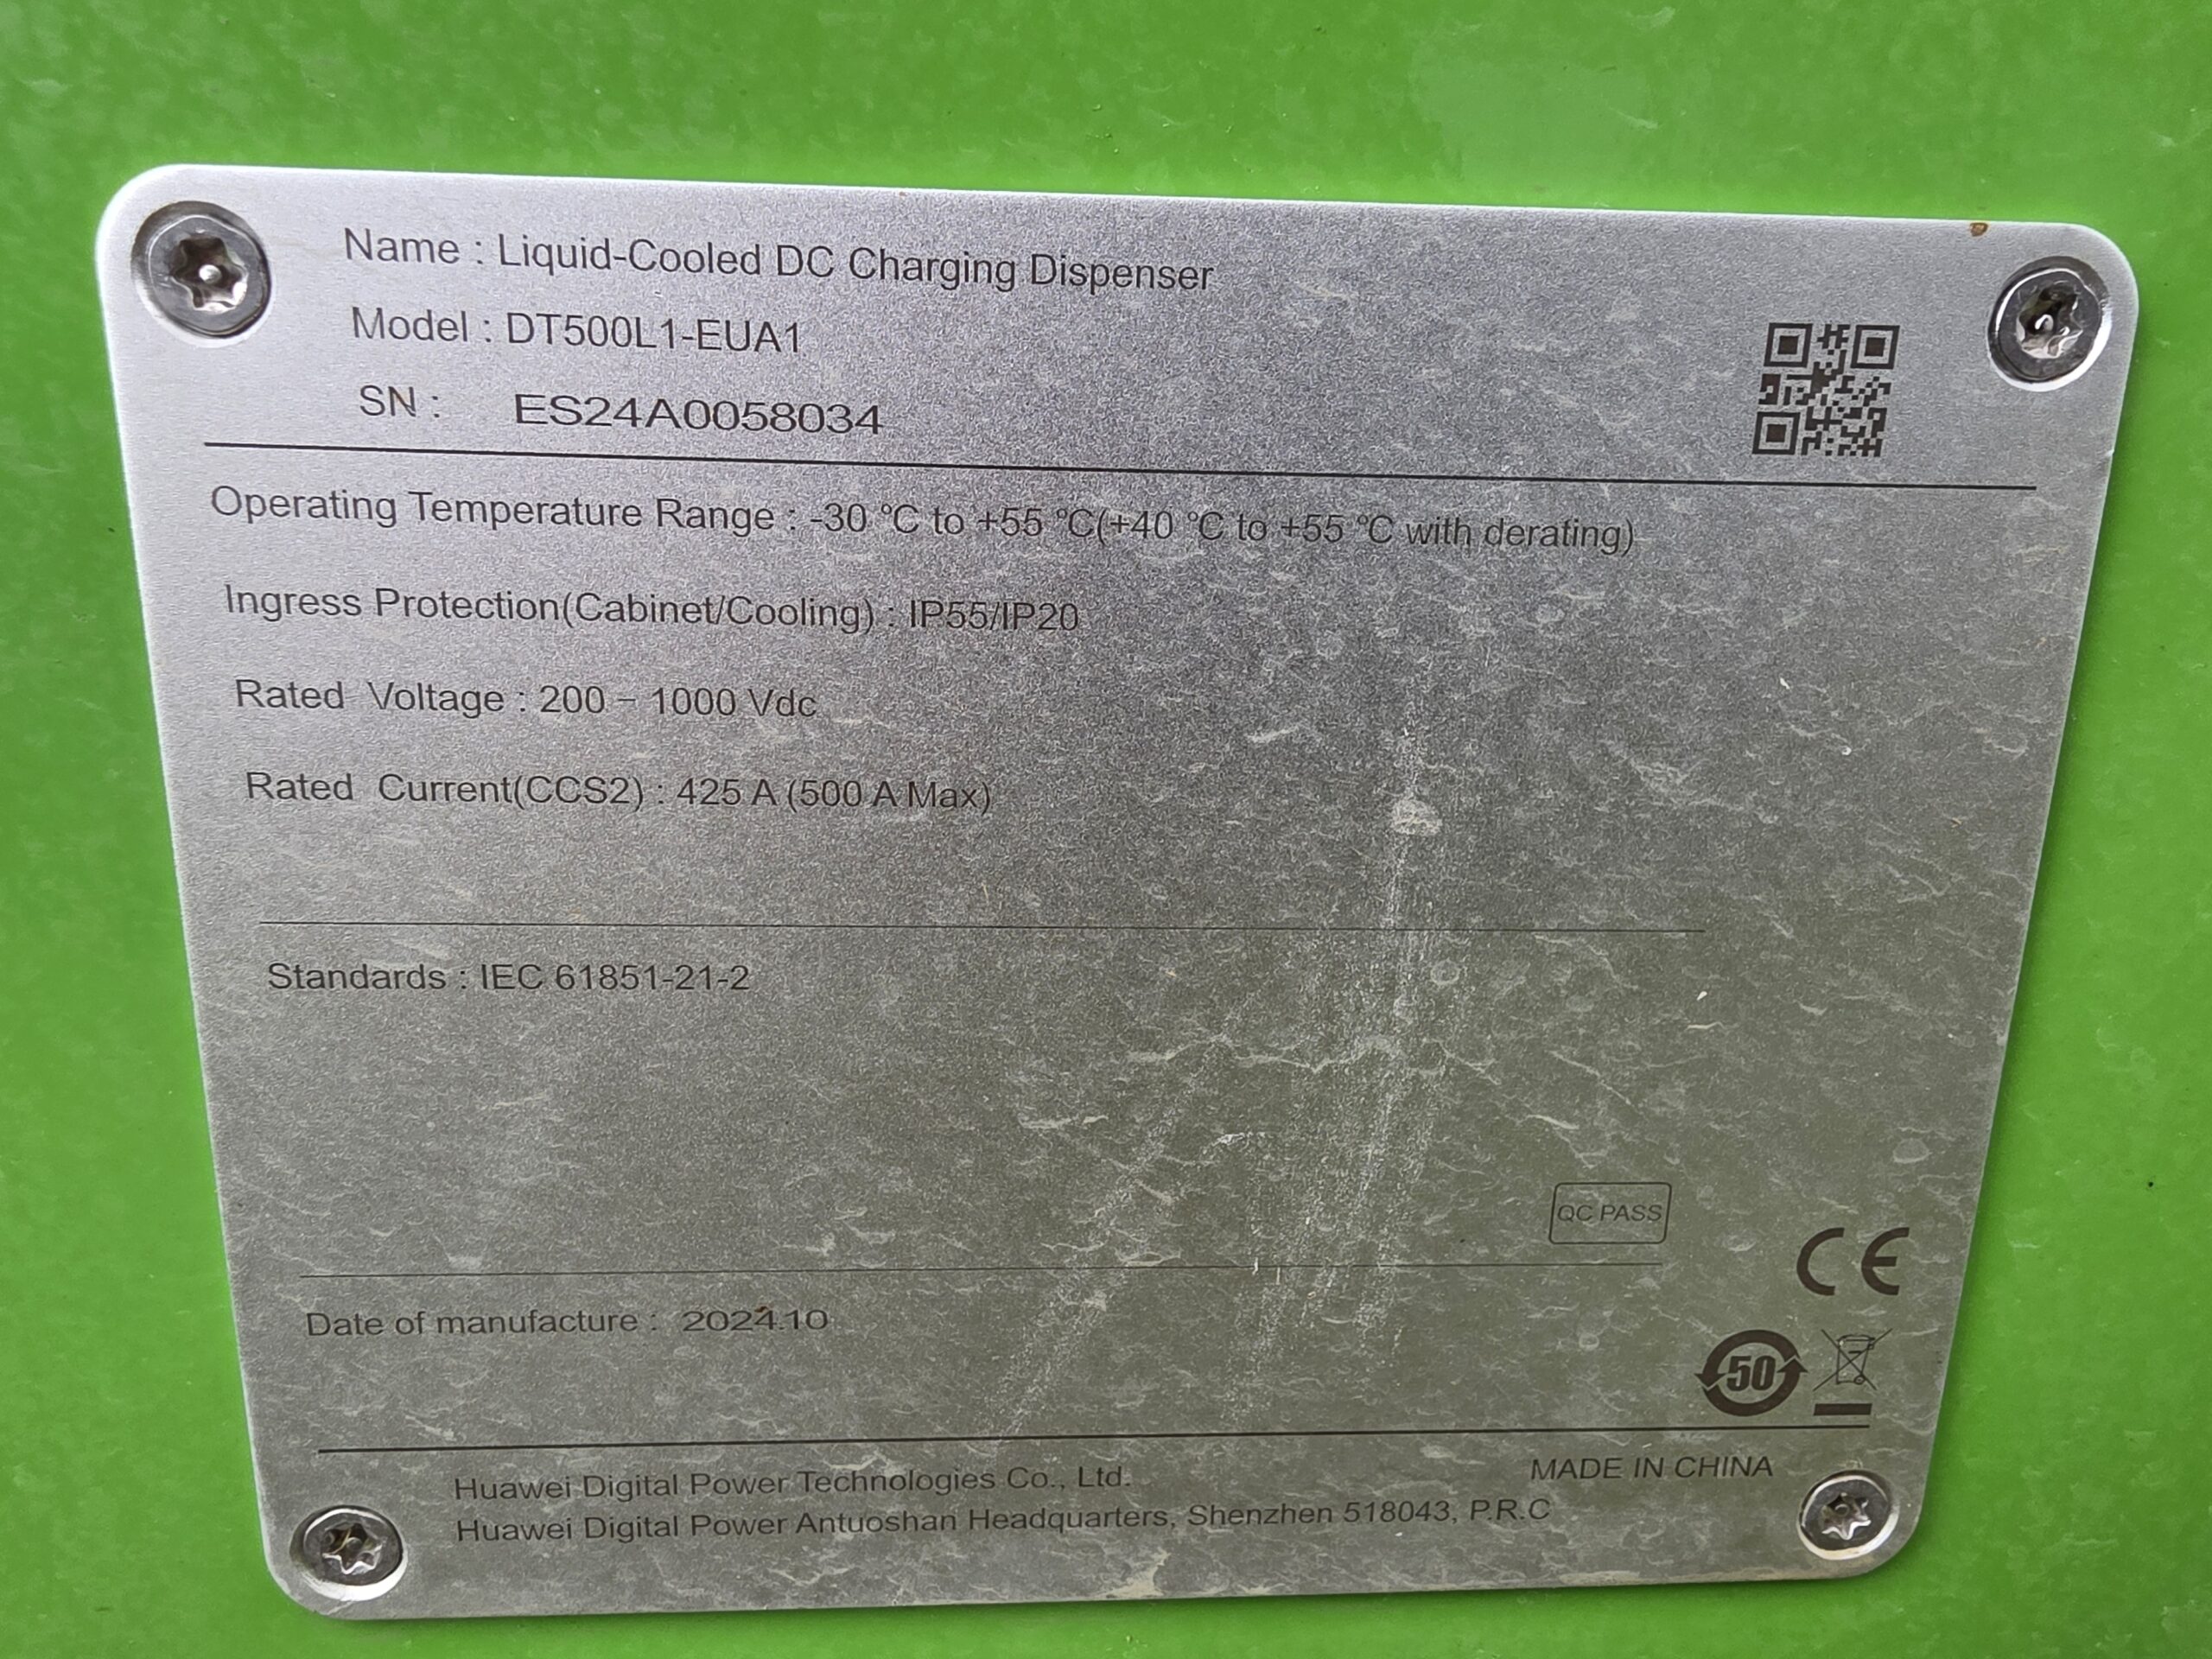 Name : Liquid-Cooled DC Charging Dispenser
Model : DT500L1-EUA1
SN : ES24A0058034
Operating Temperature Range : -30 °C to +55 °C(+40 °C to +55 °C with derating)
Ingress Protection(Cabinet/Cooling) : IP55/IP20
Rated Voltage : 200 – 1000 Vdc
Rated Current(CCS2) : 425 A (500 A Max)
Standards : IEC 61851-21-2
QC PASS
CE
Date of manufacture : 2024.10
50
Huawei Digital Power Technologies Co., Ltd.
MADE IN CHINA
Huawei Digital Power Antuoshan Headquarters, Shenzhen 518043, P.R.C